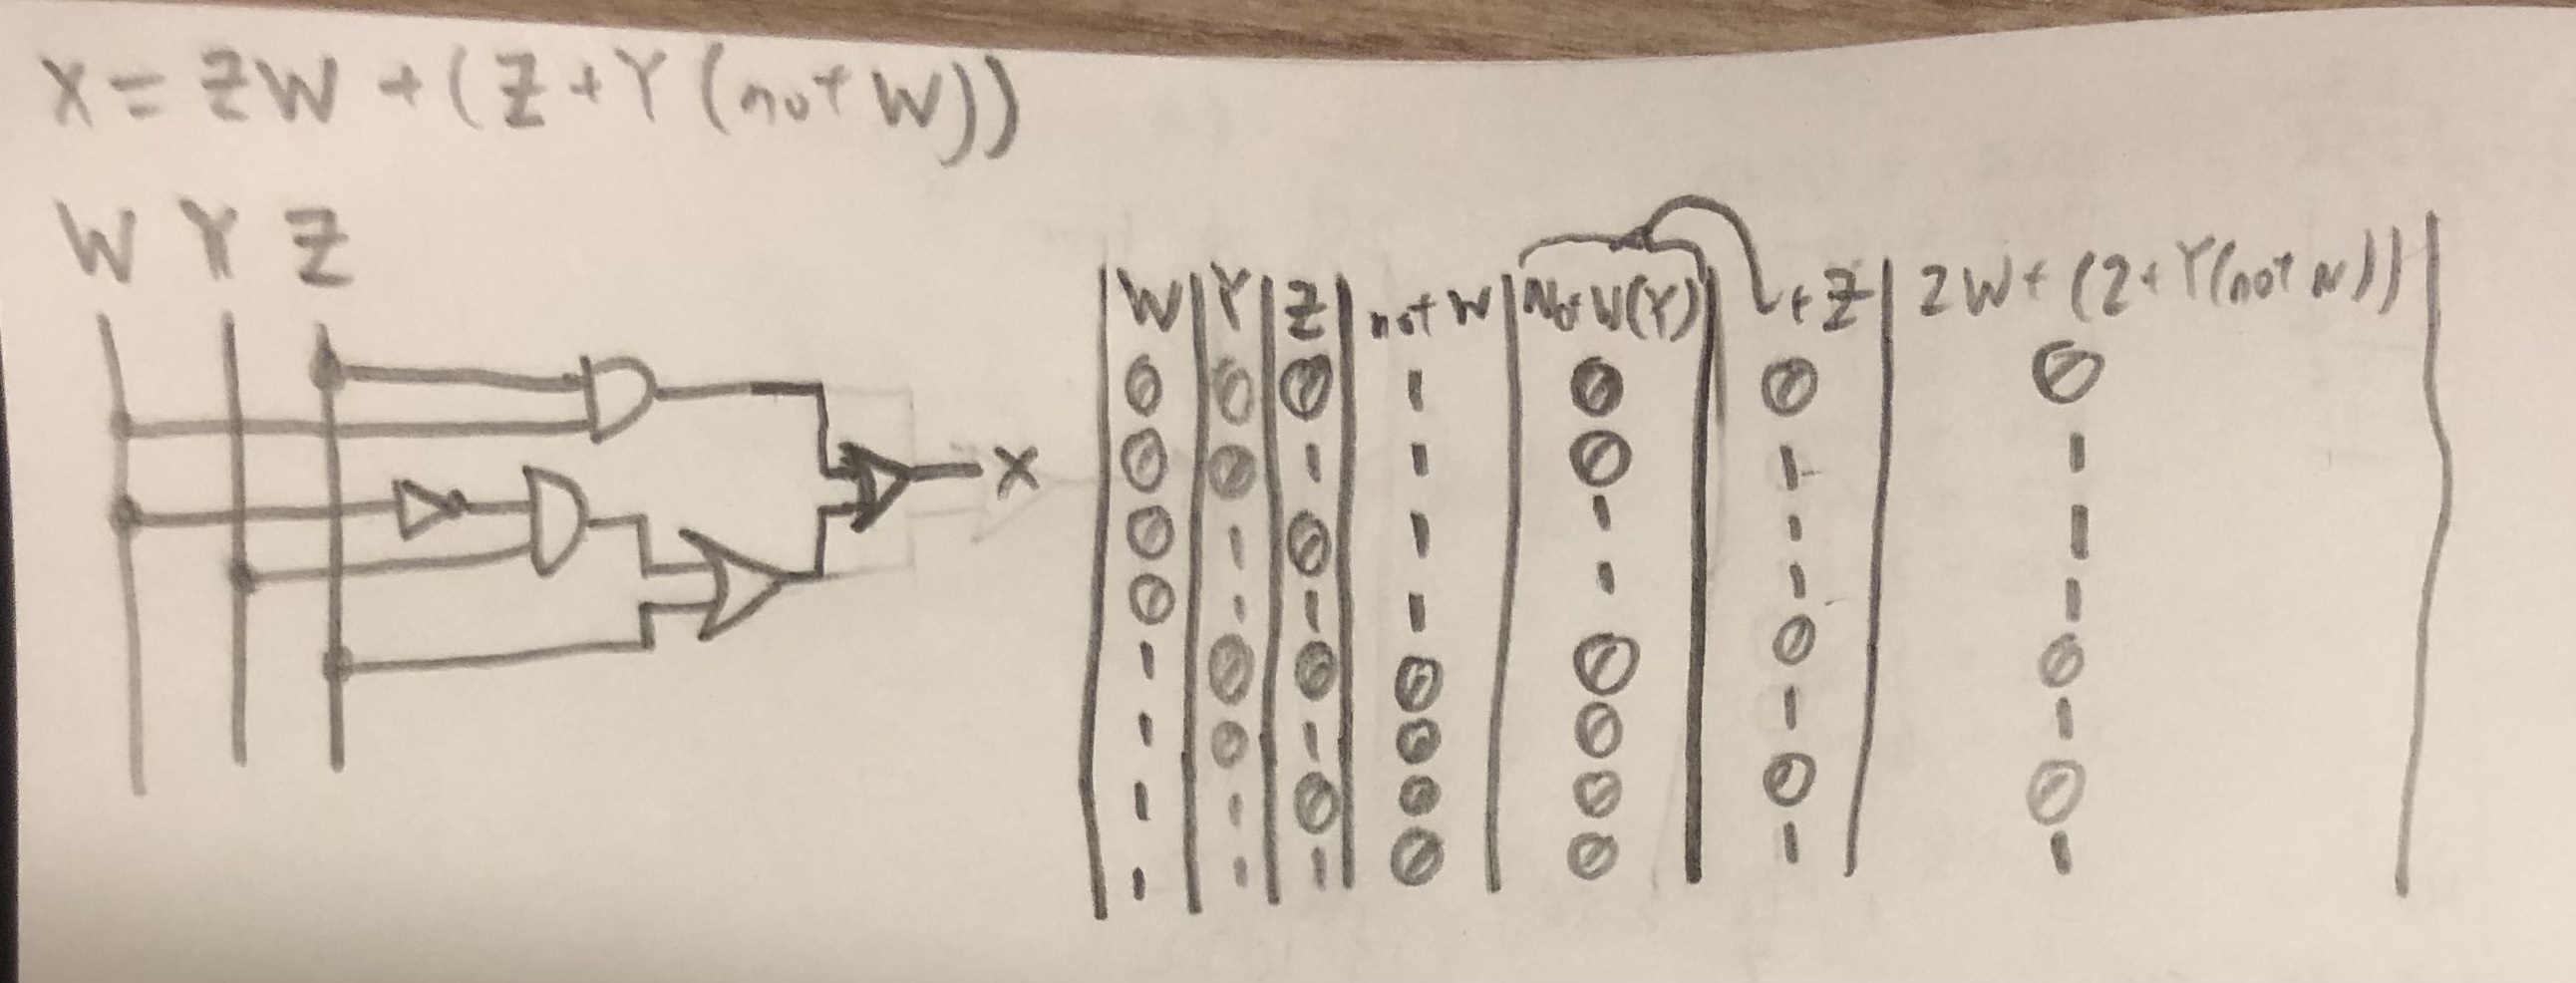 X = ZW + (Z + Y (not W))
W Y Z
X
W Y Z not W Not W(Y) + Z ZW + (Z + Y(not W))
0 0 0 1 0 0 0
0 0 1 1 0 1 1
0 1 0 1 1 1 1
0 1 1 1 1 1 1
1 0 0 0 0 0 0
1 0 1 0 0 1 1
1 1 0 0 0 0 0
1 1 1 0 0 1 1